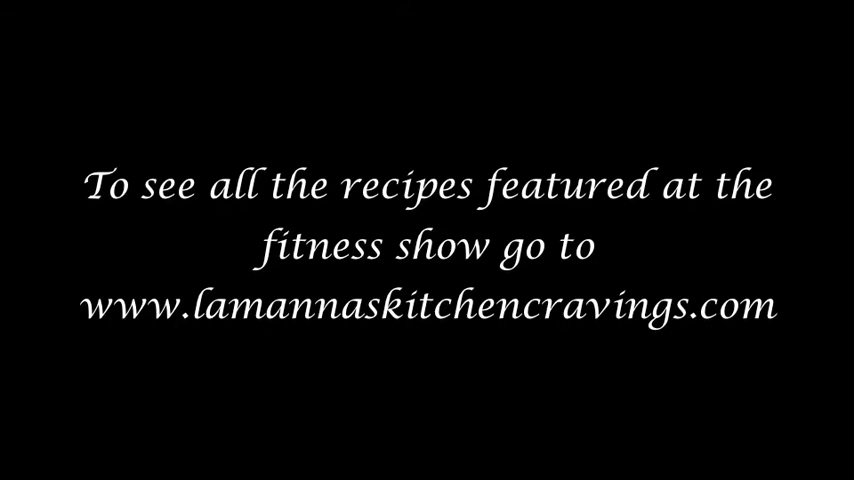 To see all the recipes featured at the
fitness show go to
www.lamannaskitchencravings.com